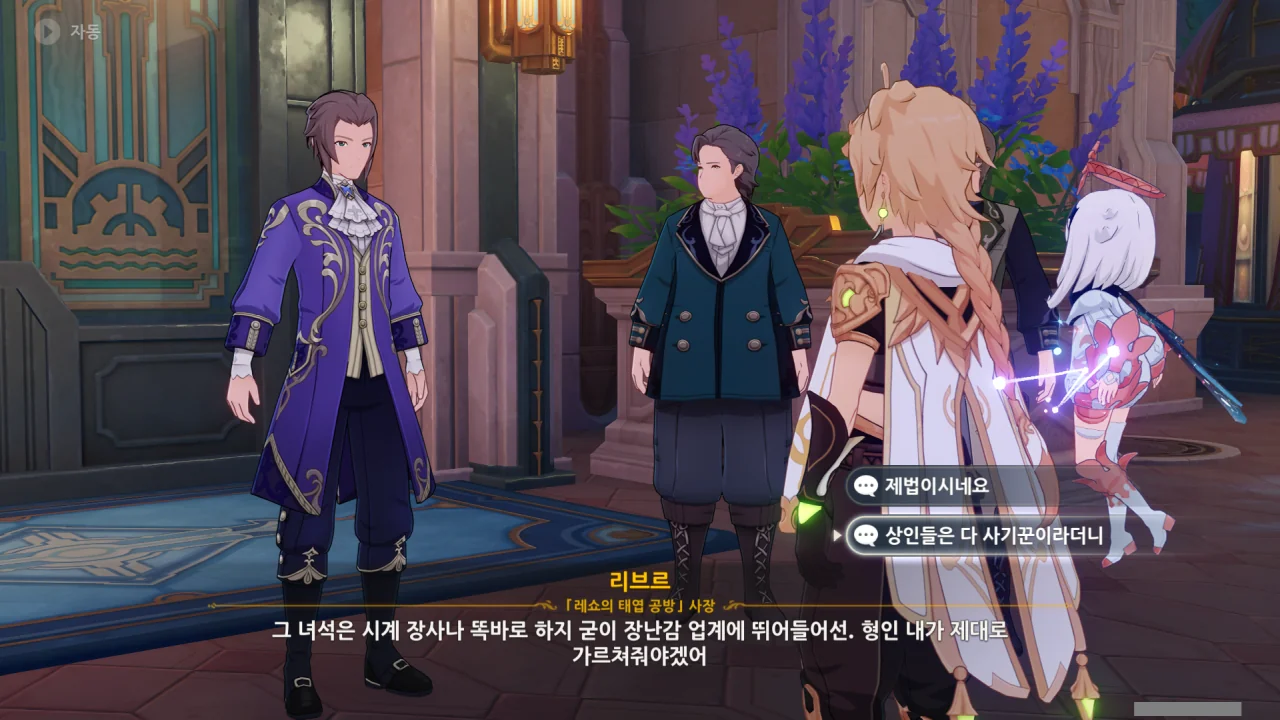 자동
제법이시네요
상인들은 다 사기꾼이라더니
리브르
「레쇼의 태엽 공방」 사장
그 녀석은 시계 장사나 똑바로 하지 굳이 장난감 업계에 뛰어들어선. 형인 내가 제대로
가르쳐줘야겠어